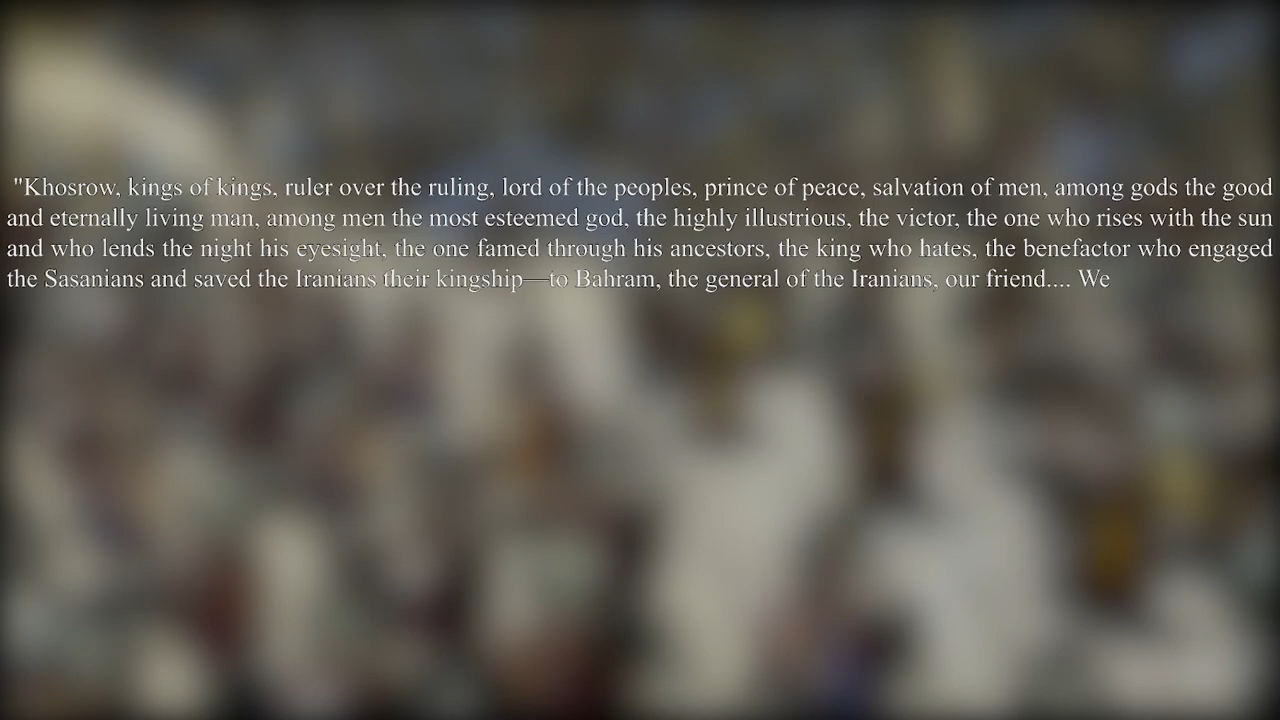 "Khosrow, kings of kings, ruler over the ruling, lord of the peoples, prince of peace, salvation of men, among gods the good
and eternally living man, among men the most esteemed god, the highly illustrious, the victor, the one who rises with the sun
and who lends the night his eyesight, the one famed through his ancestors, the king who hates, the benefactor who engaged
the Sasanians and saved the Iranians their kingship—to Bahram, the general of the Iranians, our friend.... We